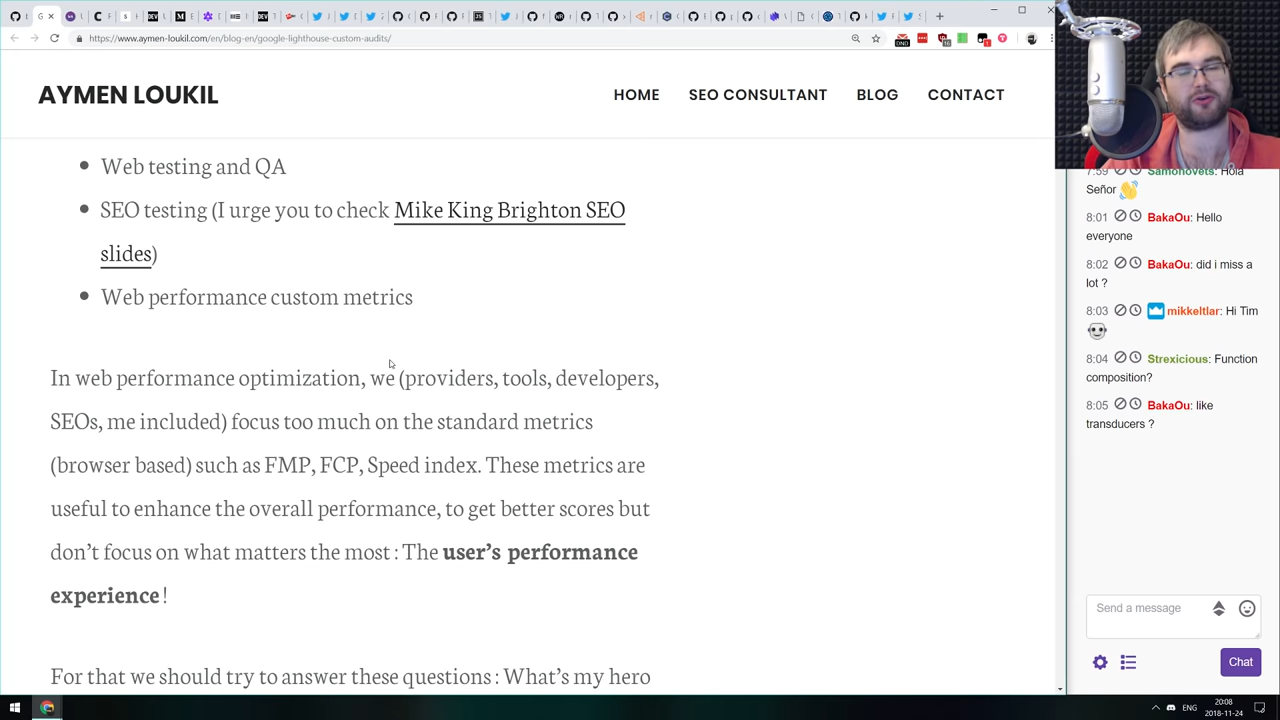 https://www.aymen-loukil.com/en/blog-en/google-lighthouse-custom-audits/
AYMEN LOUKIL
HOME
SEO CONSULTANT
BLOG
CONTACT
Web testing and QA
SEO testing (I urge you to check Mike King Brighton SEO
slides)
Web performance custom metrics
In web performance optimization, we (providers, tools, developers,
SEOs, me included) focus too much on the standard metrics
(browser based) such as FMP, FCP, Speed index. These metrics are
useful to enhance the overall performance, to get better scores but
don't focus on what matters the most : The user's performance
experience !
For that we should try to answer these questions : What's my hero
7:59 Samohovets: Hola
Señor
8:01 BakaOu: Hello
everyone
8:02 BakaOu: did i miss a
lot ?
8:03 mikkeltlar: Hi Tim
8:04 Strexicious: Function
composition?
8:05 BakaOu: like
transducers ?
Send a message
Chat
ENG
20:08
2018-11-24